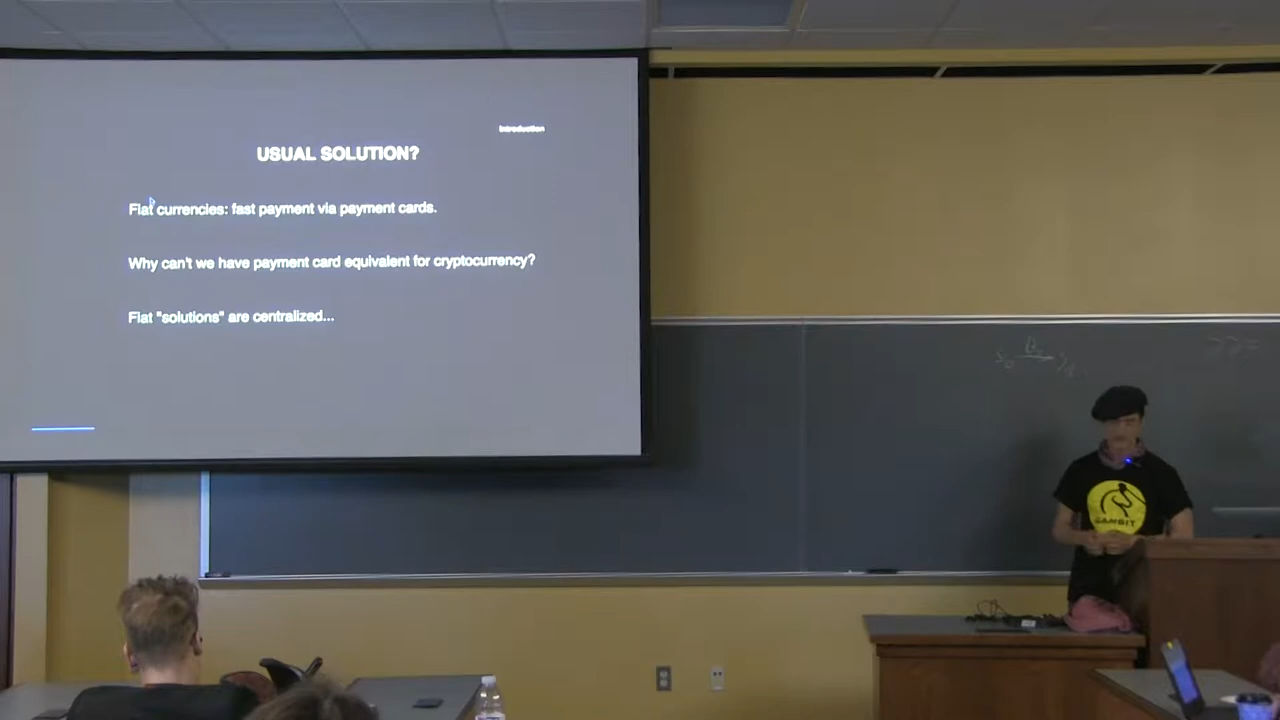 Introduction
USUAL SOLUTION?
Fiat currencies: fast payment via payment cards.
Why can't we have payment card equivalent for cryptocurrency?
Fiat "solutions" are centralized...
GAMBIT